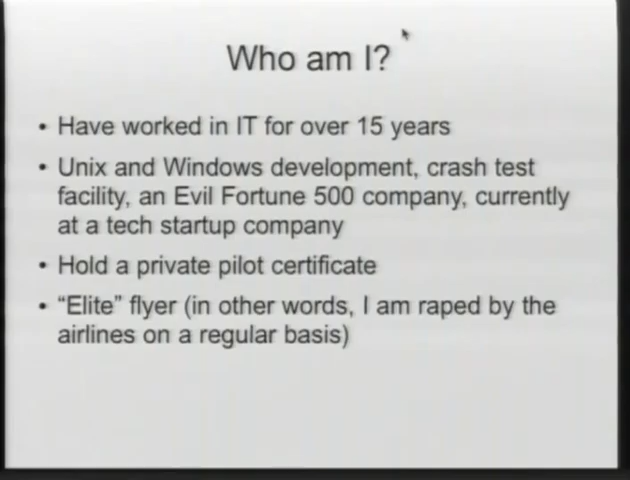 Who am I?
• Have worked in IT for over 15 years
• Unix and Windows development, crash test
facility, an Evil Fortune 500 company, currently
at a tech startup company
• Hold a private pilot certificate
• “Elite” flyer (in other words, I am raped by the
airlines on a regular basis)